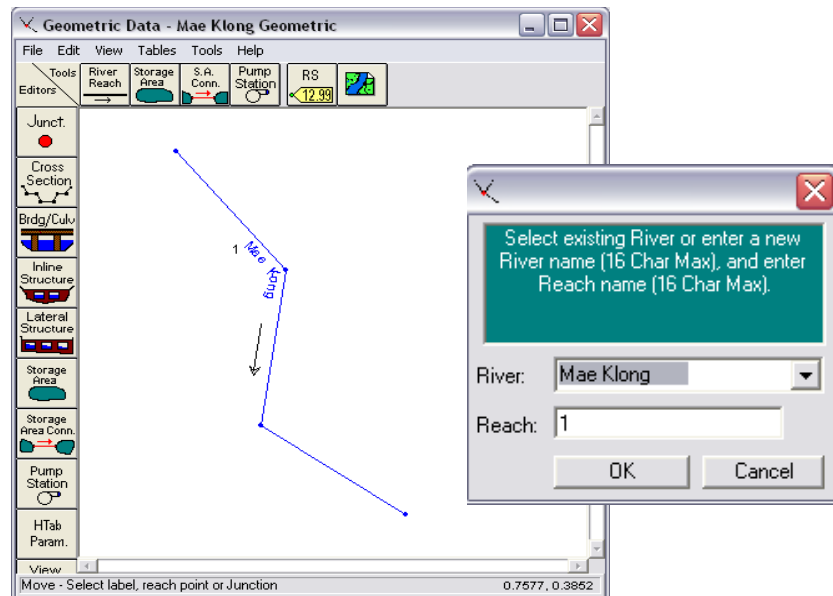 Geometric Data - Mae Klong Geometric
File Edit View Tables Tools Help
Tools
Editors
River
Reach
Storage
Area
S.A.
Conn.
Pump
Station
RS
12.99
Junct.
Cross
Section
Brdg/Culv
Inline
Structure
Lateral
Structure
Storage
Area
Storage
Area Conn.
Pump
Station
HTab
Param.
View
1
Mae Klong
Move - Select label, reach point or Junction
0.7577, 0.3852
Select existing River or enter a new
River name (16 Char Max), and enter
Reach name (16 Char Max).
River: Mae Klong
Reach: 1
OK Cancel